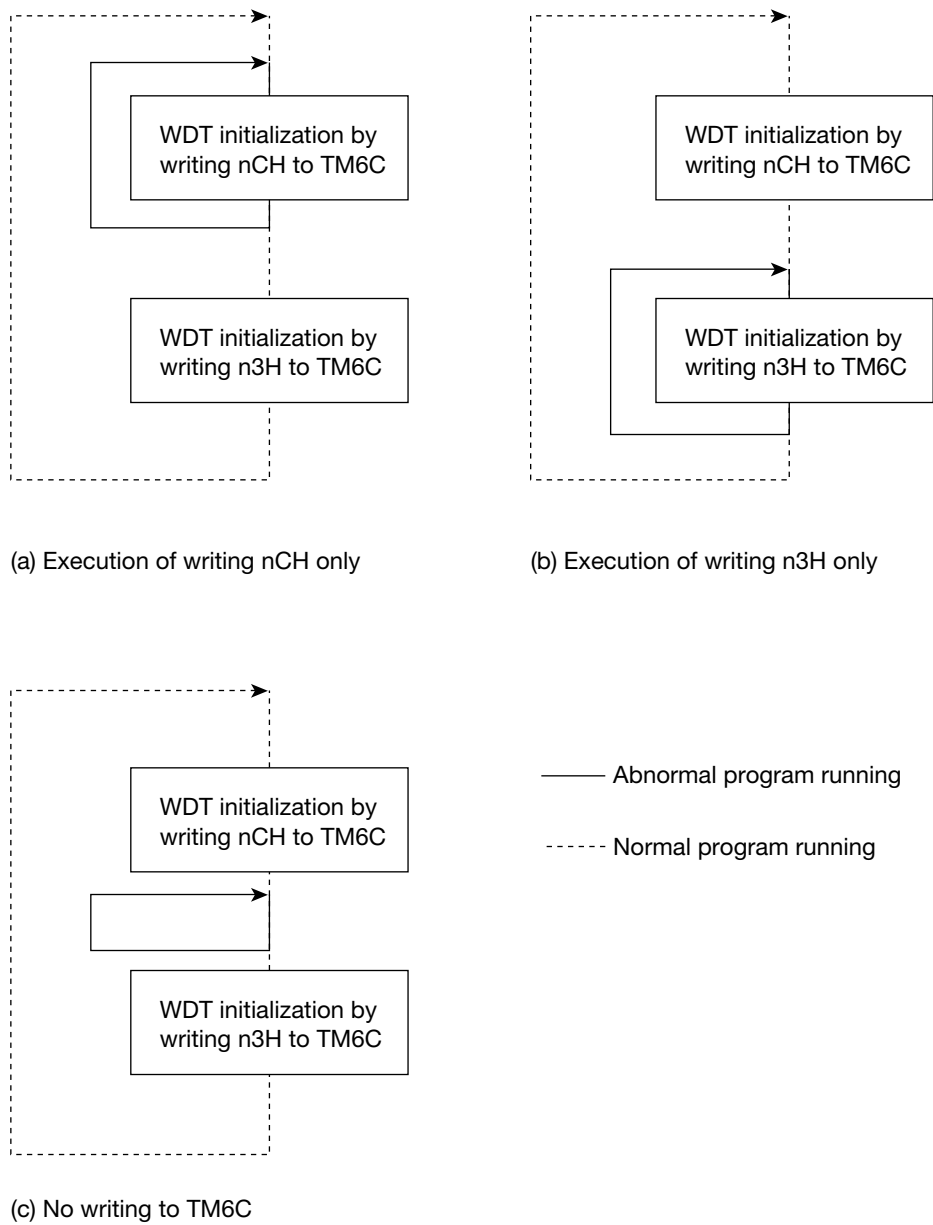 WDT initialization by
writing nCH to TM6C
WDT initialization by
writing n3H to TM6C
(a) Execution of writing nCH only
WDT initialization by
writing nCH to TM6C
WDT initialization by
writing n3H to TM6C
(b) Execution of writing n3H only
WDT initialization by
writing nCH to TM6C
WDT initialization by
writing n3H to TM6C
(c) No writing to TM6C
Abnormal program running
Normal program running